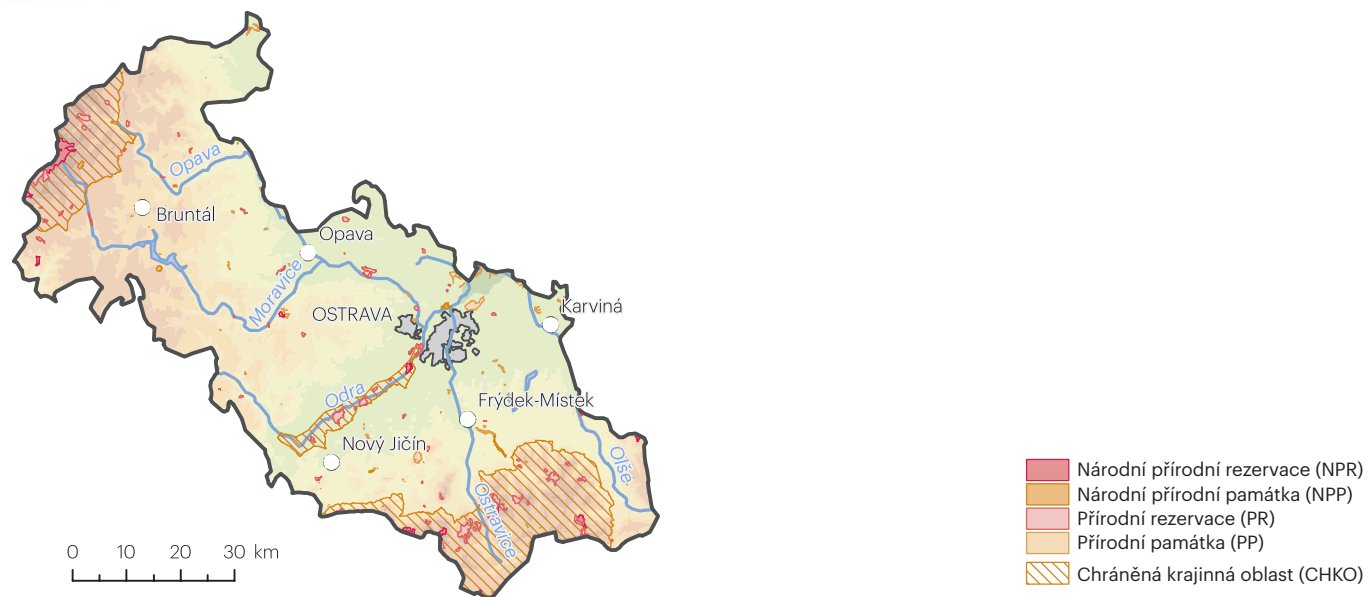 Opava
Bruntál
Opava
Moravice
OSTRAVA
Karviná
Odra
Frýdek-Místek
Nový Jičín
Olše
Ostravice
0 10 20 30 km
Národní přírodní rezervace (NPR)
Národní přírodní památka (NPP)
Přírodní rezervace (PR)
Přírodní památka (PP)
Chráněná krajinná oblast (CHKO)